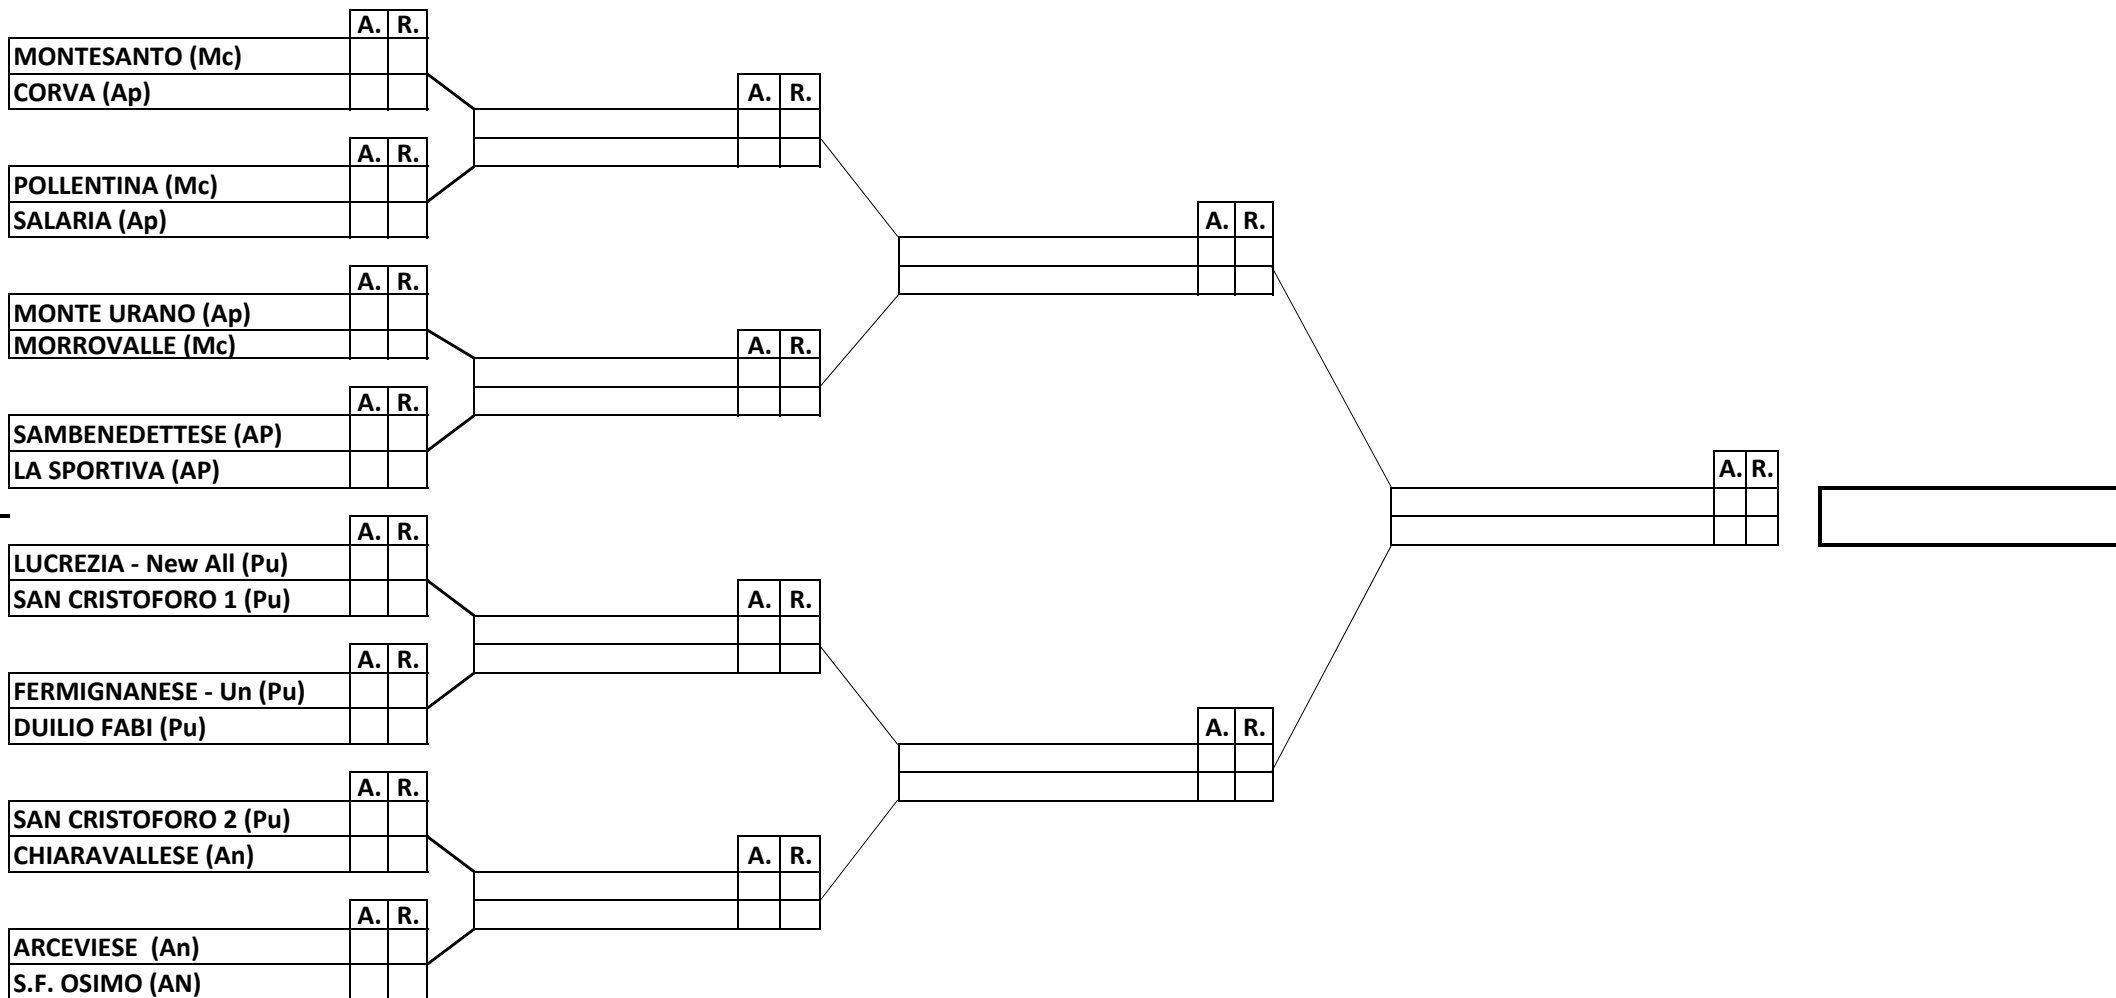 A. R.
MONTESANTO (Mc)
CORVA (Ap)
A. R.
A. R.
POLLENTINA (Mc)
SALARIA (Ap)
A. R.
A. R.
MONTE URANO (Ap)
MORROVALLE (Mc)
A. R.
A. R.
SAMBENEDETTESE (AP)
LA SPORTIVA (AP)
A. R.
A. R.
LUCREZIA - New All (Pu)
SAN CRISTOFORO 1 (Pu)
A. R.
A. R.
FERMIGNANESE - Un (Pu)
DUILIO FABI (Pu)
A. R.
A. R.
SAN CRISTOFORO 2 (Pu)
CHIARAVALLESE (An)
A. R.
A. R.
ARCEVIESE  (An)
S.F. OSIMO (AN)